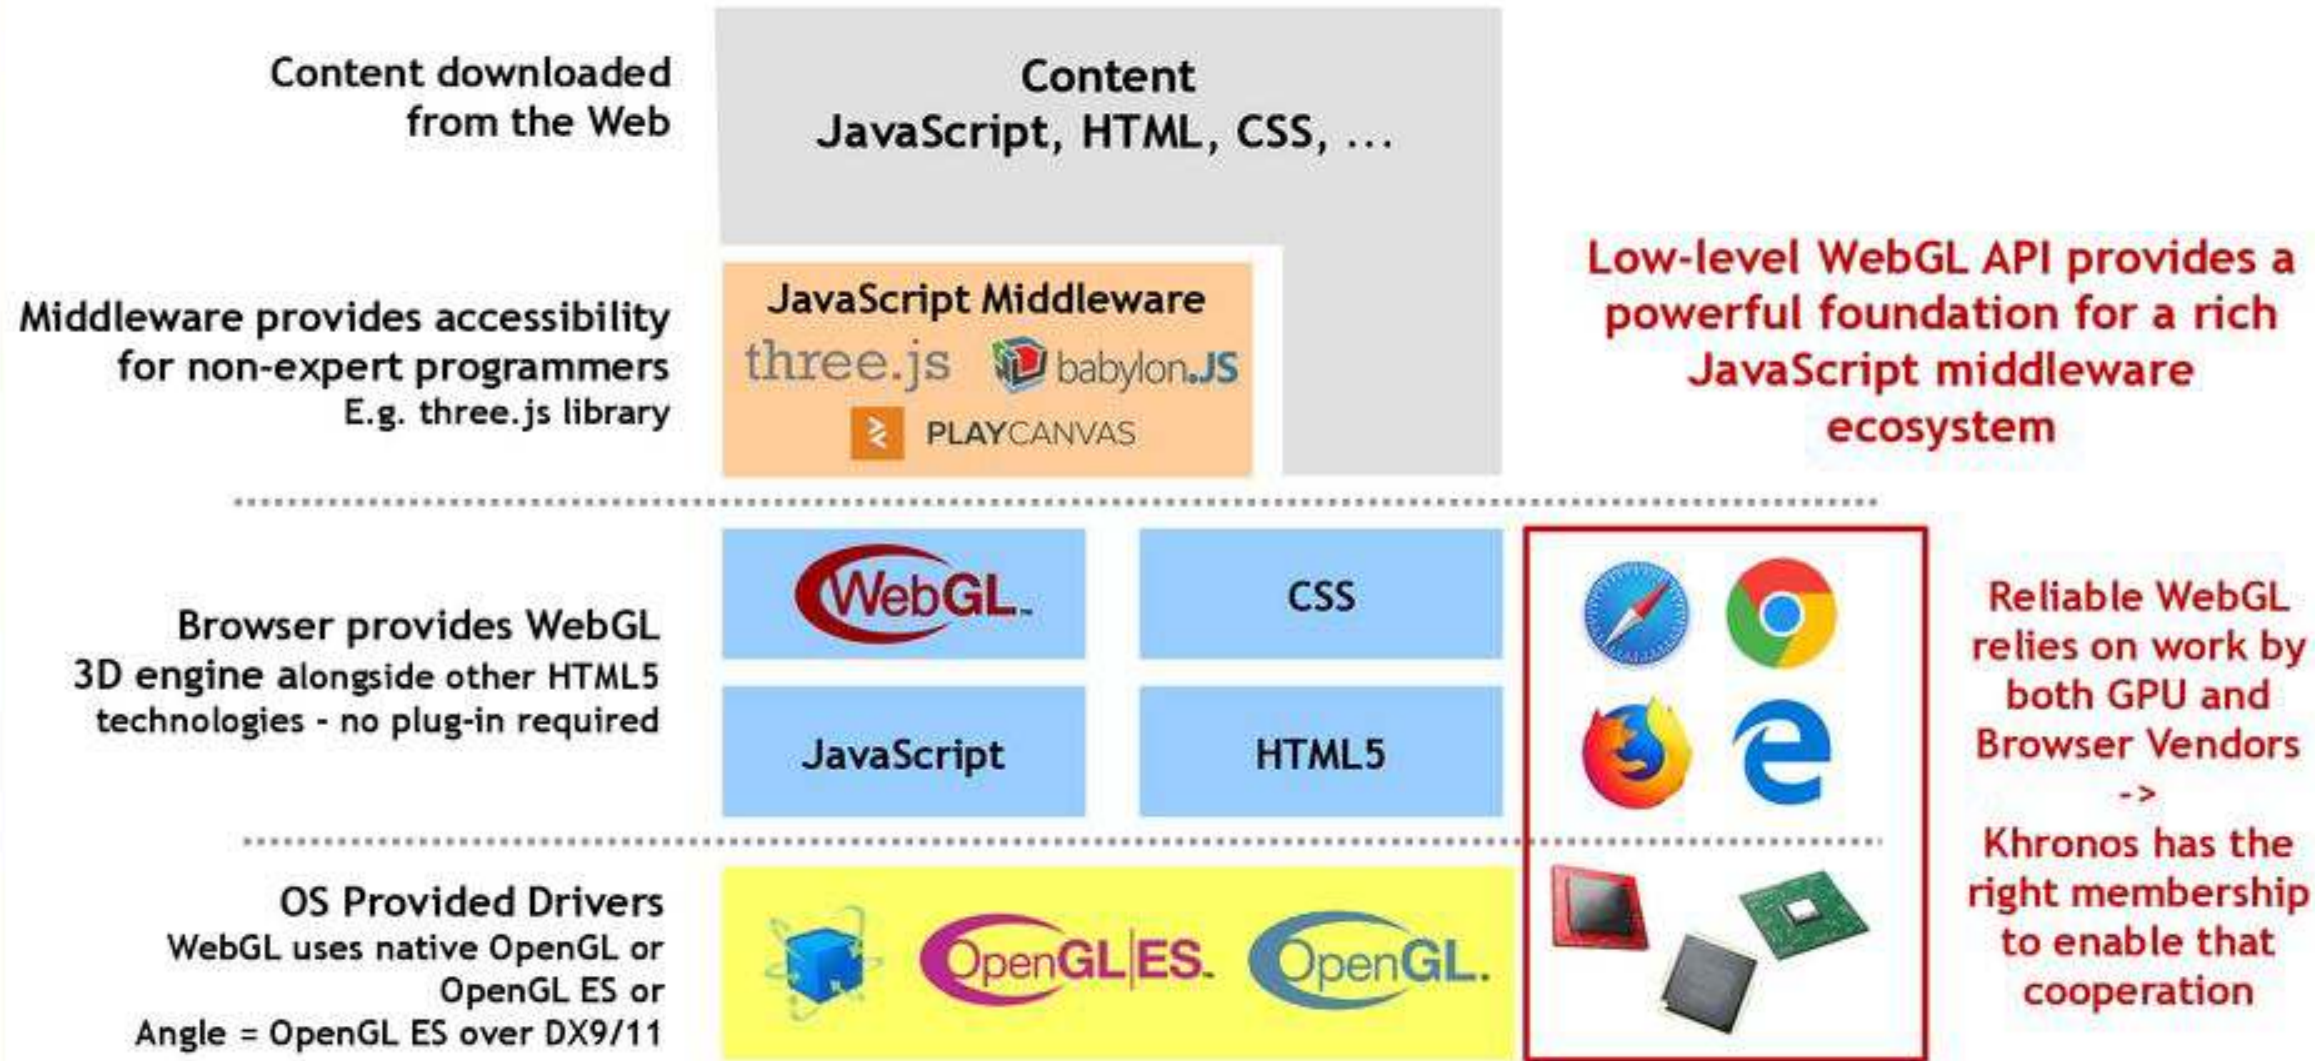 Content downloaded
from the Web
Content
JavaScript, HTML, CSS, ...
Middleware provides accessibility
for non-expert programmers
E.g. three.js library
JavaScript Middleware
three.js
babylon.JS
PLAYCANVAS
Low-level WebGL API provides a
powerful foundation for a rich
JavaScript middleware
ecosystem
Browser provides WebGL
3D engine alongside other HTML5
technologies - no plug-in required
WebGL™
CSS
JavaScript
HTML5
Reliable WebGL
relies on work by
both GPU and
Browser Vendors
->
Khronos has the
right membership
to enable that
cooperation
OS Provided Drivers
WebGL uses native OpenGL or
OpenGL ES or
Angle = OpenGL ES over DX9/11
OpenGL|ES™
OpenGL.